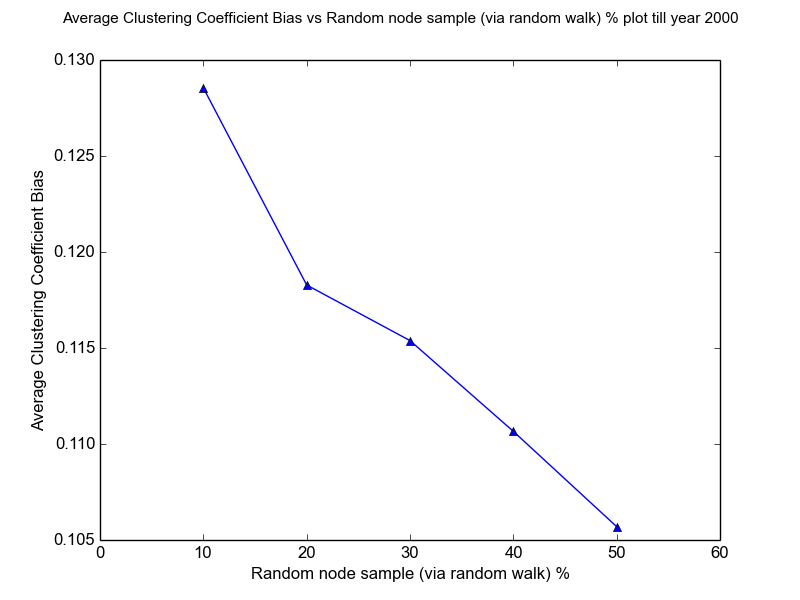 Average Clustering Coefficient Bias vs Random node sample (via random walk) % plot till year 2000
0.130
0.125
0.120
0.115
0.110
0.105
Average Clustering Coefficient Bias
0 10 20 30 40 50 60
Random node sample (via random walk) %